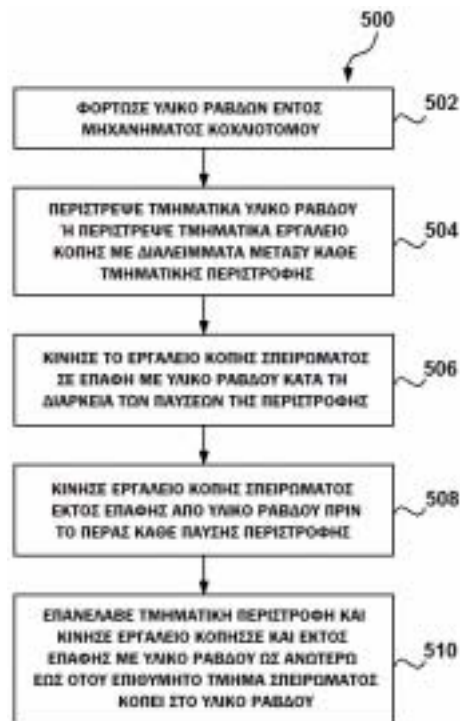 500
ΦΟΡΤΩΣΕ ΥΛΙΚΟ ΡΑΒΔΩΝ ΕΝΤΟΣ
ΜΗΧΑΝΗΜΑΤΟΣ ΚΟΧΛΙΟΤΟΜΟΥ
502
ΠΕΡΙΣΤΡΕΨΕ ΤΜΗΜΑΤΙΚΑ ΥΛΙΚΟ ΡΑΒΔΟΥ
Ή ΠΕΡΙΣΤΡΕΨΕ ΤΜΗΜΑΤΙΚΑ ΕΡΓΑΛΕΙΟ
ΚΟΠΗΣ ΜΕ ΔΙΑΛΕΙΜΜΑΤΑ ΜΕΤΑΞΥ ΚΑΘΕ
ΤΜΗΜΑΤΙΚΗΣ ΠΕΡΙΣΤΡΟΦΗΣ
504
ΚΙΝΗΣΕ ΤΟ ΕΡΓΑΛΕΙΟ ΚΟΠΗΣ ΣΠΕΙΡΩΜΑΤΟΣ
ΣΕ ΕΠΑΦΗ ΜΕ ΥΛΙΚΟ ΡΑΒΔΟΥ ΚΑΤΑ ΤΗ
ΔΙΑΡΚΕΙΑ ΤΩΝ ΠΑΥΣΕΩΝ ΤΗΣ ΠΕΡΙΣΤΡΟΦΗΣ
506
ΚΙΝΗΣΕ ΕΡΓΑΛΕΙΟ ΚΟΠΗΣ ΣΠΕΙΡΩΜΑΤΟΣ
ΕΚΤΟΣ ΕΠΑΦΗΣ ΑΠΟ ΥΛΙΚΟ ΡΑΒΔΟΥ ΠΡΙΝ
ΤΟ ΠΕΡΑΣ ΚΑΘΕ ΠΑΥΣΗΣ ΠΕΡΙΣΤΡΟΦΗΣ
508
ΕΠΑΝΕΛΑΒΕ ΤΜΗΜΑΤΙΚΗ ΠΕΡΙΣΤΡΟΦΗ ΚΑΙ
ΚΙΝΗΣΕ ΕΡΓΑΛΕΙΟ ΚΟΠΗΣΣΕ ΚΑΙ ΕΚΤΟΣ
ΕΠΑΦΗΣ ΜΕ ΥΛΙΚΟ ΡΑΒΔΟΥ ΩΣ ΑΝΩΤΕΡΩ
ΕΩΣ ΟΤΟΥ ΕΠΙΘΥΜΗΤΟ ΤΜΗΜΑ ΣΠΕΙΡΩΜΑΤΟΣ
ΚΟΠΕΙ ΣΤΟ ΥΛΙΚΟ ΡΑΒΔΟΥ
510